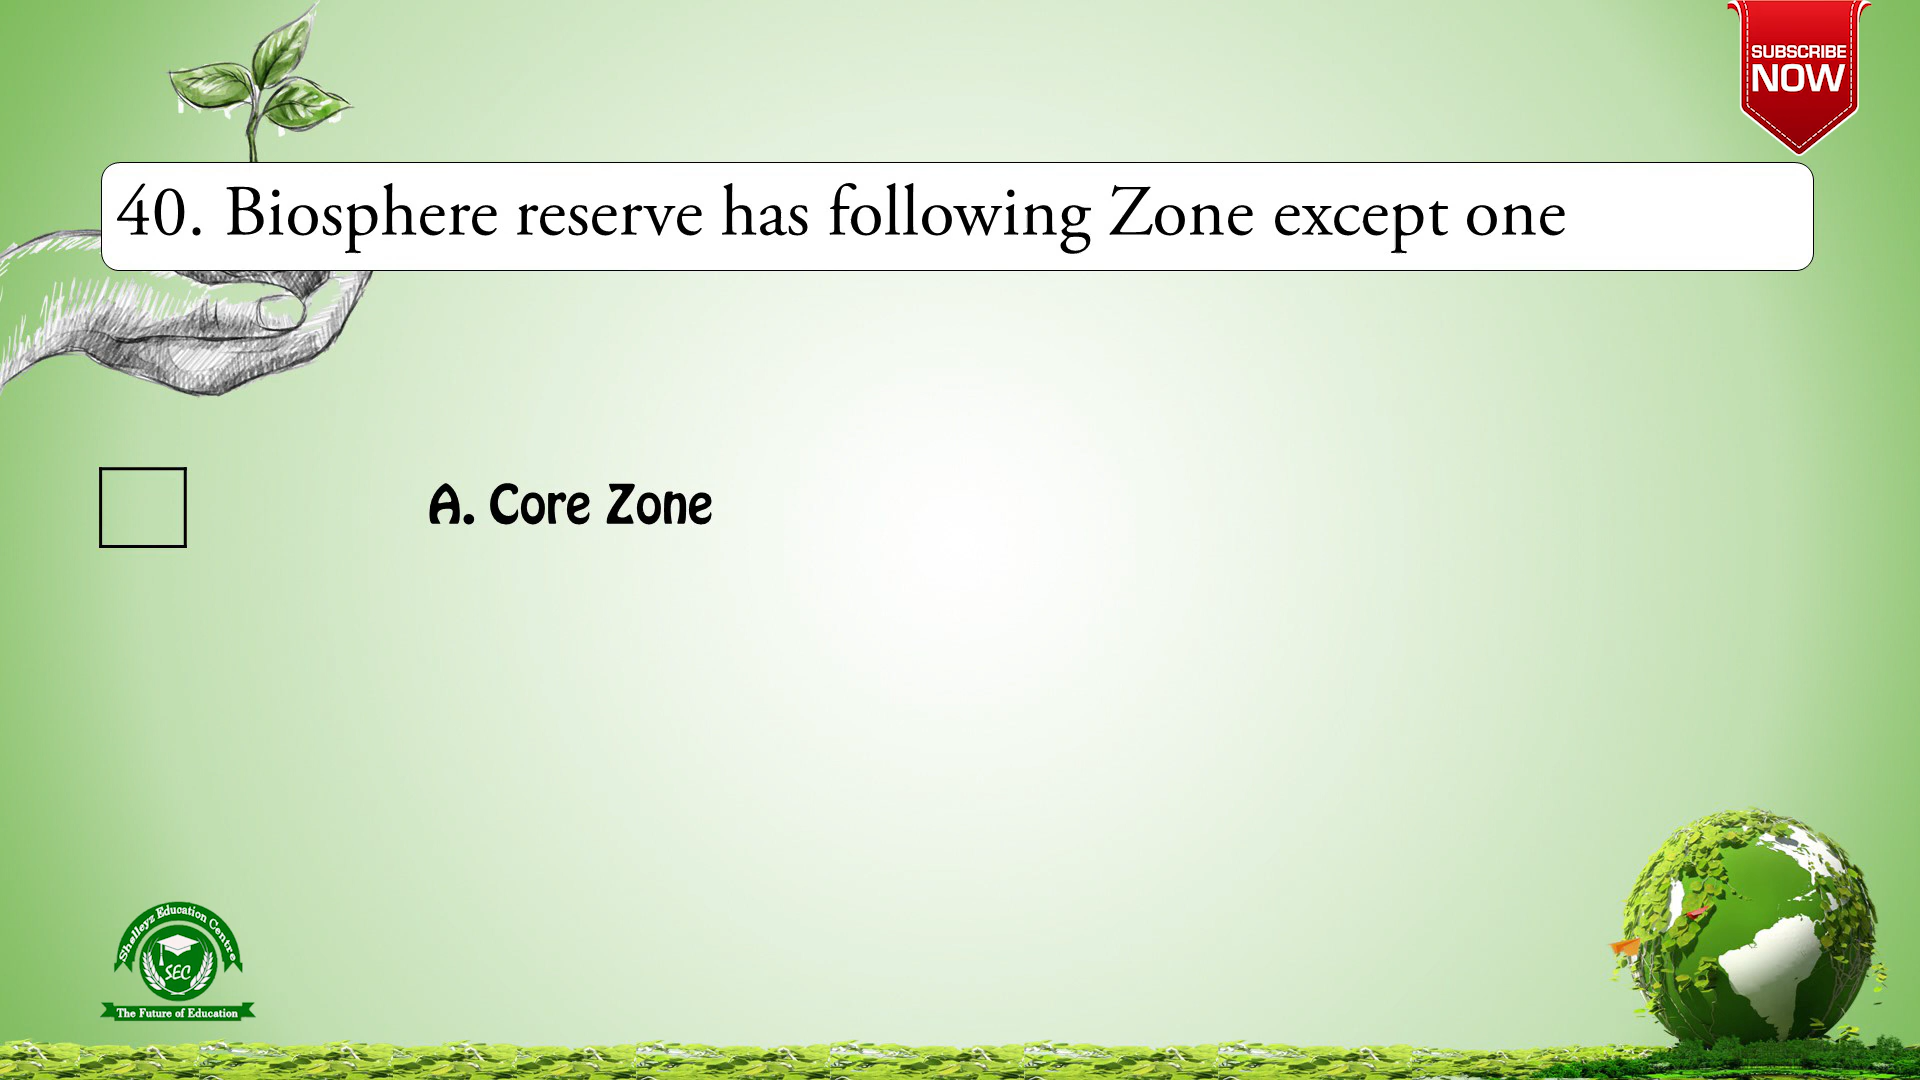 SUBSCRIBE
NOW
40. Biosphere reserve has following Zone except one
A. Core Zone
Shelleyz Education Centre
SEC
The Future of Education